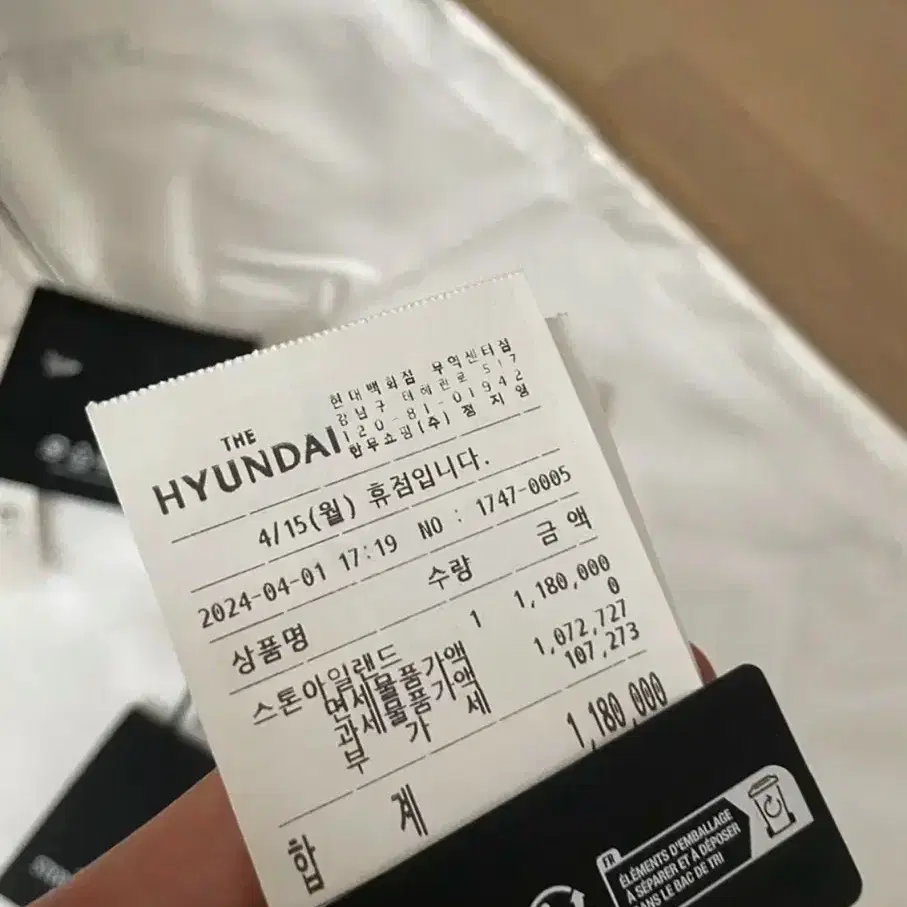 THE
HYUNDAI
현대백화점 무역센터점
강남구 테헤란로 517
120-81-01942
한무쇼핑(주) 정지영
4/15(월) 휴점입니다.
2024-04-01 17:19 NO : 1747-0005
상품명 수량 금액
스톤아일랜드 1 1,180,000
면세물품가액 0
과세물품가액 1,072,727
부 가 세 107,273
합 계 1,180,000
FR
ÉLÉMENTS D'EMBALLAGE
À SÉPARER ET À DÉPOSER
DANS LE BAC DE TRI